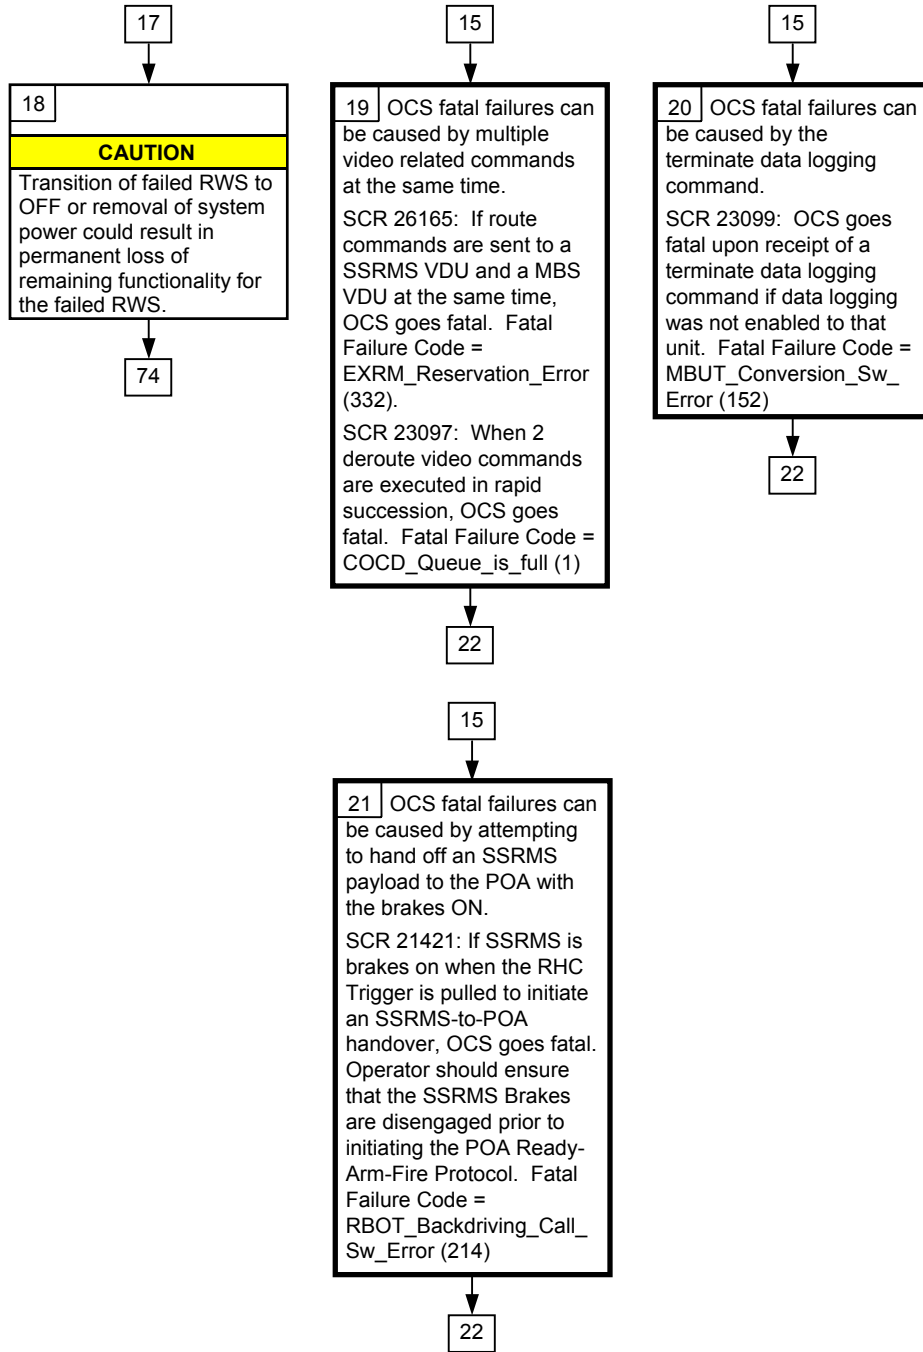 17
18
CAUTION
Transition of failed RWS to
OFF or removal of system
power could result in
permanent loss of
remaining functionality for
the failed RWS.
74
15
19 OCS fatal failures can
be caused by multiple
video related commands
at the same time.
SCR 26165: If route
commands are sent to a
SSRMS VDU and a MBS
VDU at the same time,
OCS goes fatal. Fatal
Failure Code =
EXRM_Reservation_Error
(332).
SCR 23097: When 2
deroute video commands
are executed in rapid
succession, OCS goes
fatal. Fatal Failure Code =
COCD_Queue_is_full (1)
22
15
20 OCS fatal failures can
be caused by the
terminate data logging
command.
SCR 23099: OCS goes
fatal upon receipt of a
terminate data logging
command if data logging
was not enabled to that
unit. Fatal Failure Code =
MBUT_Conversion_Sw_
Error (152)
22
15
21 OCS fatal failures can
be caused by attempting
to hand off an SSRMS
payload to the POA with
the brakes ON.
SCR 21421: If SSRMS is
brakes on when the RHC
Trigger is pulled to initiate
an SSRMS-to-POA
handover, OCS goes fatal.
Operator should ensure
that the SSRMS Brakes
are disengaged prior to
initiating the POA Ready-
Arm-Fire Protocol. Fatal
Failure Code =
RBOT_Backdriving_Call_
Sw_Error (214)
22